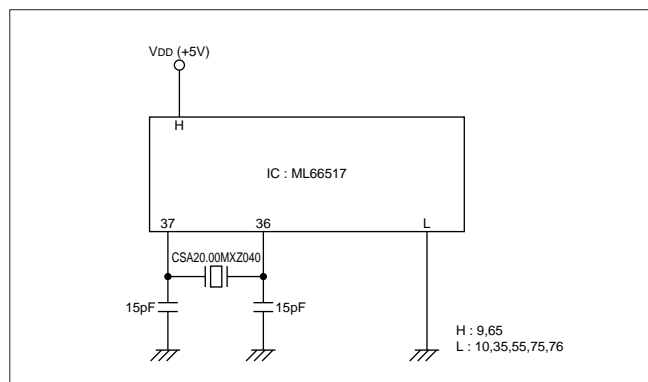 VDD (+5V)
H
IC : ML66517
37 36 L
CSA20.00MXZ040
15pF 15pF
H : 9,65
L : 10,35,55,75,76